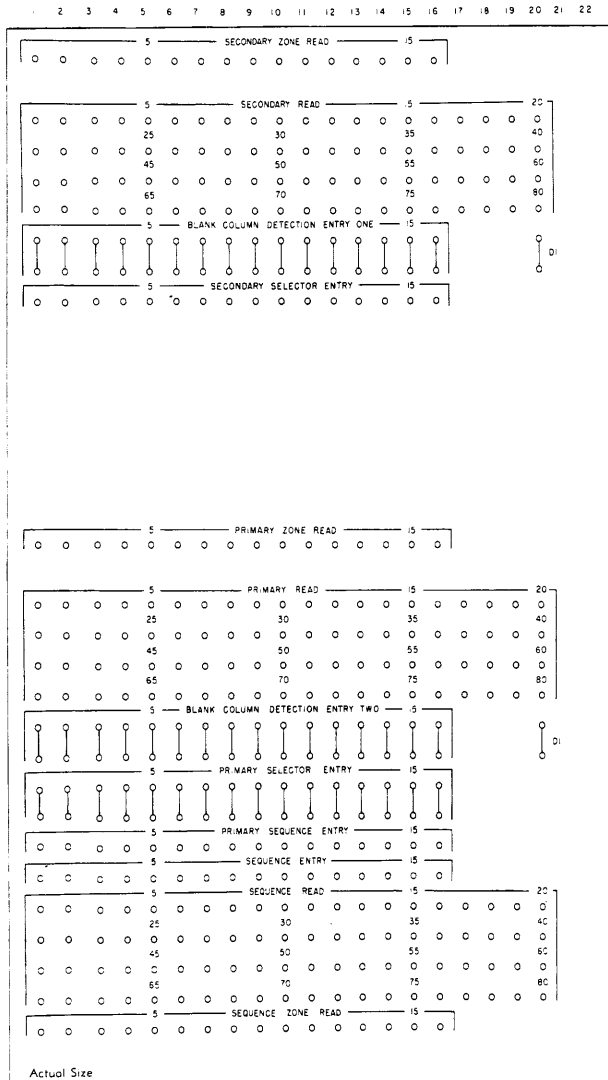 1 2 3 4 5 6 7 8 9 10 11 12 13 14 15 16 17 18 19 20 21 22
5 SECONDARY ZONE READ 15
5 SECONDARY READ 15 20
25 30 35 40
45 50 55 60
65 70 75 80
5 BLANK COLUMN DETECTION ENTRY ONE 15
DI
5 SECONDARY SELECTOR ENTRY 15
5 PRIMARY ZONE READ 15
5 PRIMARY READ 15 20
25 30 35 40
45 50 55 60
65 70 75 80
5 BLANK COLUMN DETECTION ENTRY TWO 15
DI
5 PRIMARY SELECTOR ENTRY 15
5 PRIMARY SEQUENCE ENTRY 15
5 SEQUENCE ENTRY 15
5 SEQUENCE READ 15 20
25 30 35 40
45 50 55 60
65 70 75 80
5 SEQUENCE ZONE READ 15
Actual Size